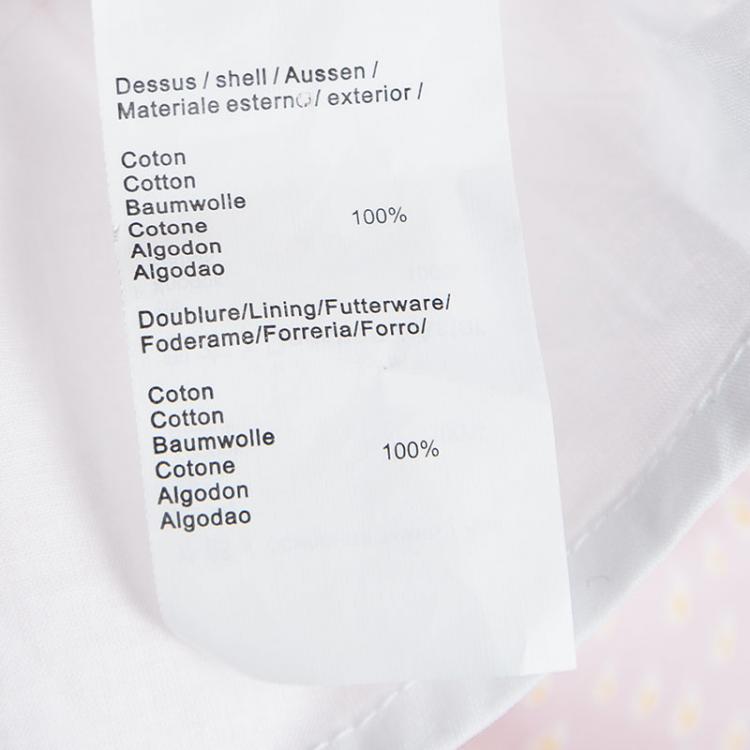 Dessus / shell / Aussen /
Materiale esterno / exterior /
Coton
Cotton
Baumwolle
Cotone
100%
Algodon
Algodao
Doublure/Lining/Futterware/
Foderame/Forreria/Forro/
Coton
Cotton
Baumwolle
100%
Cotone
Algodon
Algodao